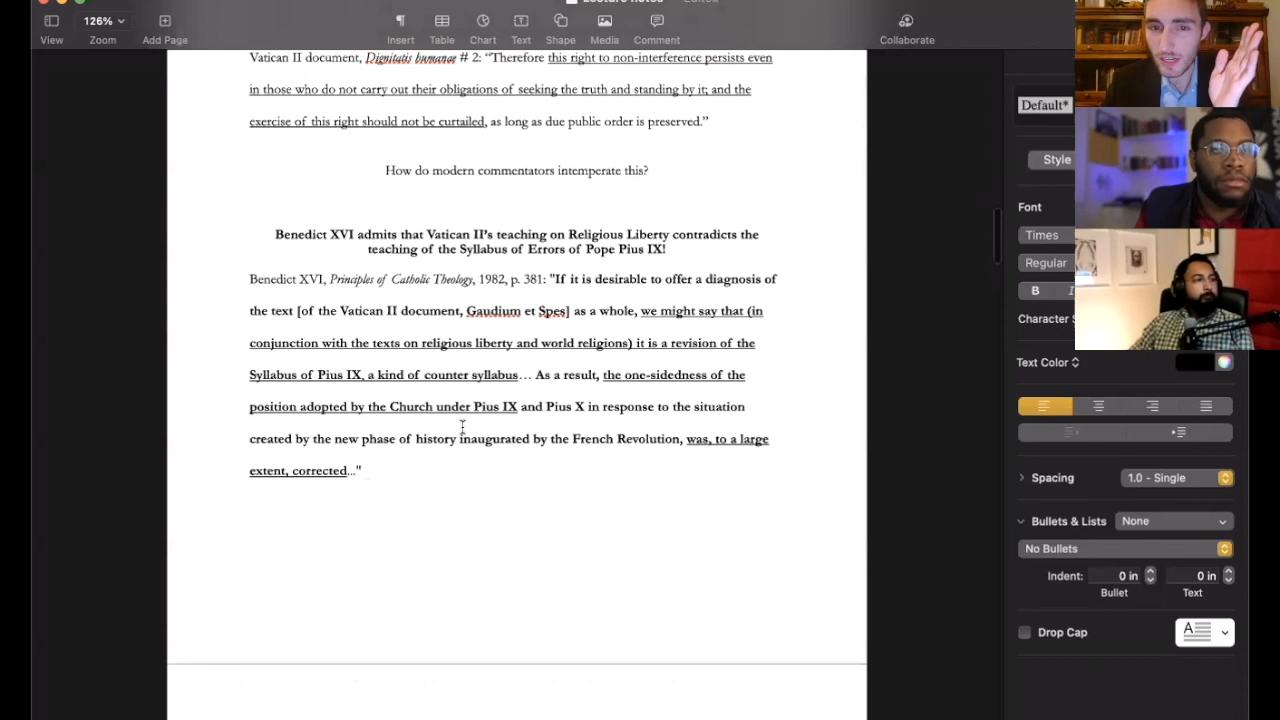 126%
View
Zoom
Add Page
Insert
Table
Chart
Text
Shape
Media
Comment
Collaborate
Vatican II document, Dignitatis humanae # 2: “Therefore this right to non-interference persists even
in those who do not carry out their obligations of seeking the truth and standing by it; and the
exercise of this right should not be curtailed, as long as due public order is preserved.”
How do modern commentators intemperate this?
Benedict XVI admits that Vatican II’s teaching on Religious Liberty contradicts the
teaching of the Syllabus of Errors of Pope Pius IX!
Benedict XVI, Principles of Catholic Theology, 1982, p. 381: "If it is desirable to offer a diagnosis of
the text [of the Vatican II document, Gaudium et Spes] as a whole, we might say that (in
conjunction with the texts on religious liberty and world religions) it is a revision of the
Syllabus of Pius IX, a kind of counter syllabus… As a result, the one-sidedness of the
position adopted by the Church under Pius IX and Pius X in response to the situation
created by the new phase of history inaugurated by the French Revolution, was, to a large
extent, corrected..."
Default*
Style
Font
Times
Regular
B I
Character
Text Color
Spacing
1.0 - Single
Bullets & Lists
None
No Bullets
Indent:
0 in
0 in
Bullet
Text
Drop Cap
A